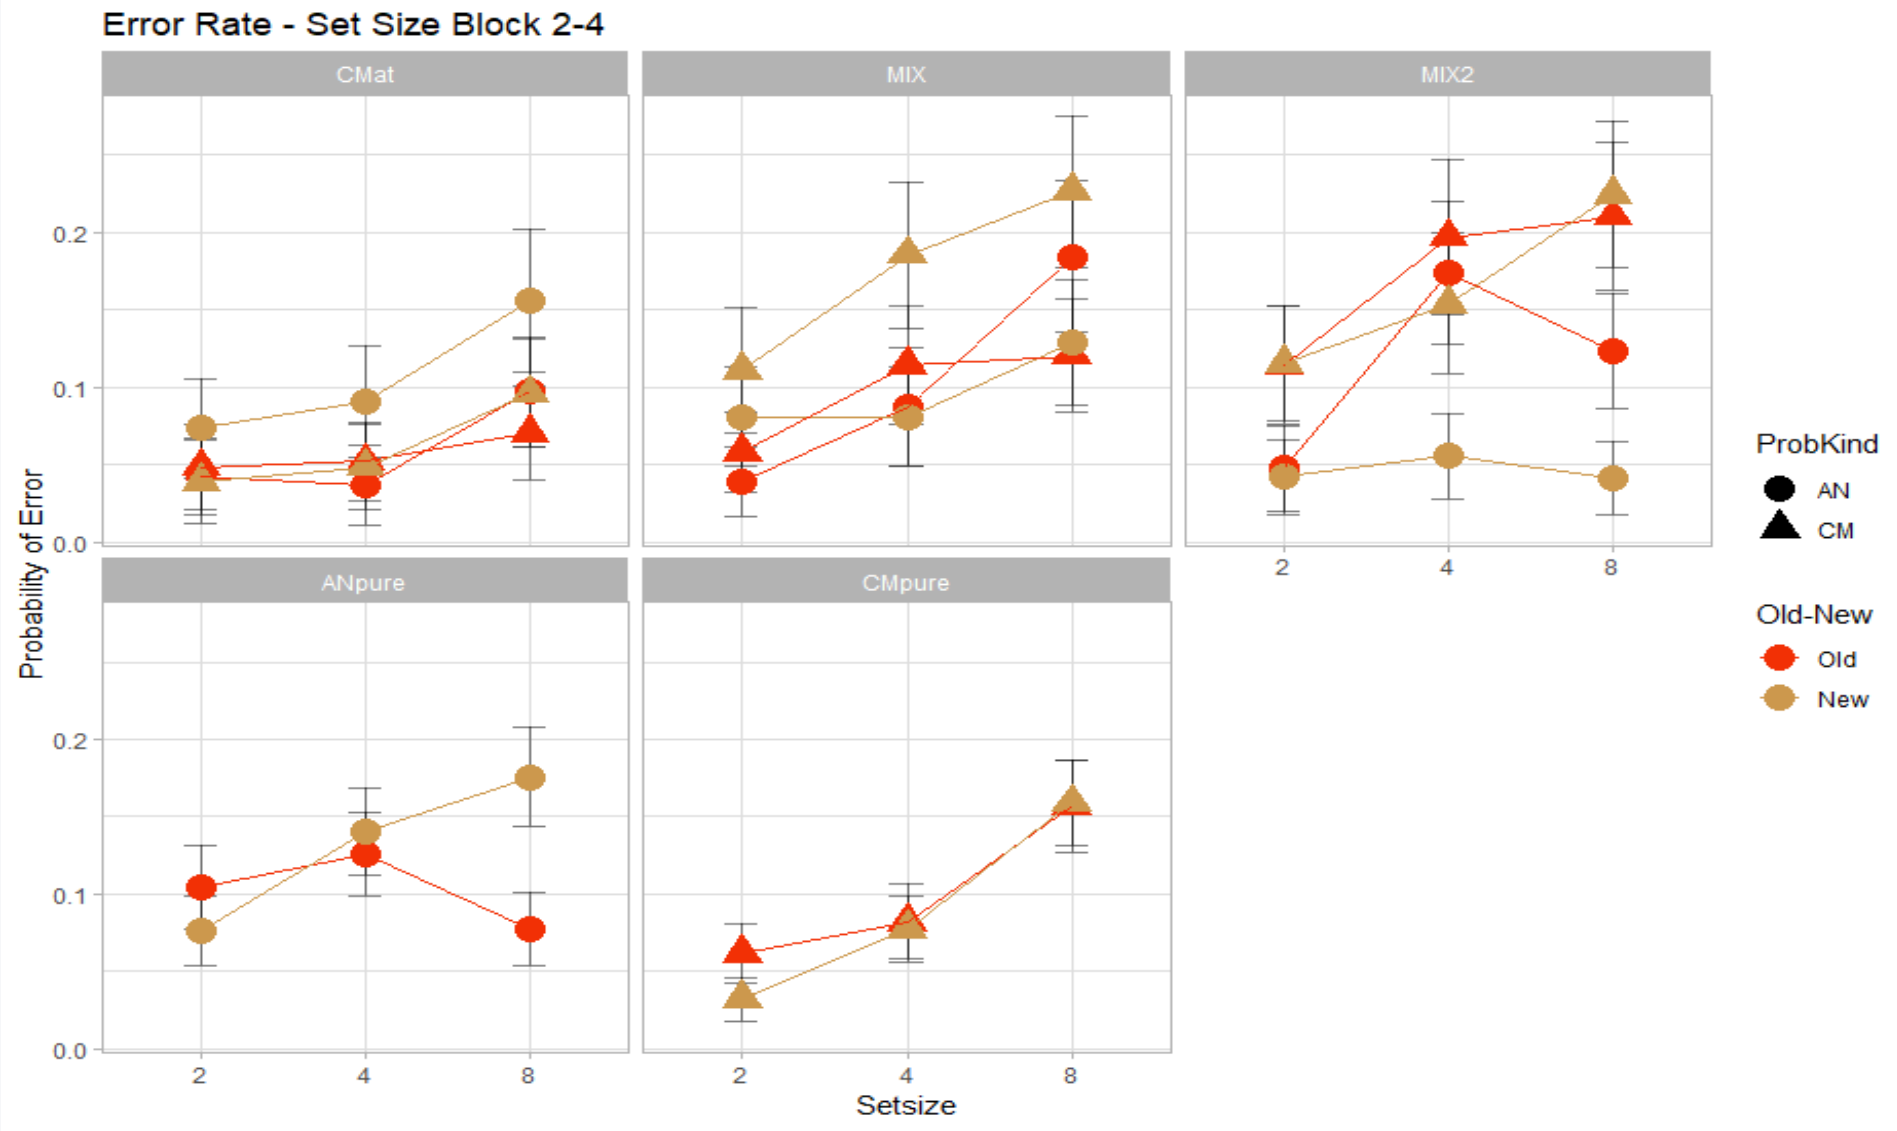 Error Rate - Set Size Block 2-4
CMat
MIX
MIX2
0.2
0.1
0.0
2
4
8
ANpure
CMpure
0.2
0.1
0.0
2
4
8
2
4
8
Setsize
Probability of Error
ProbKind
AN
CM
Old-New
Old
New